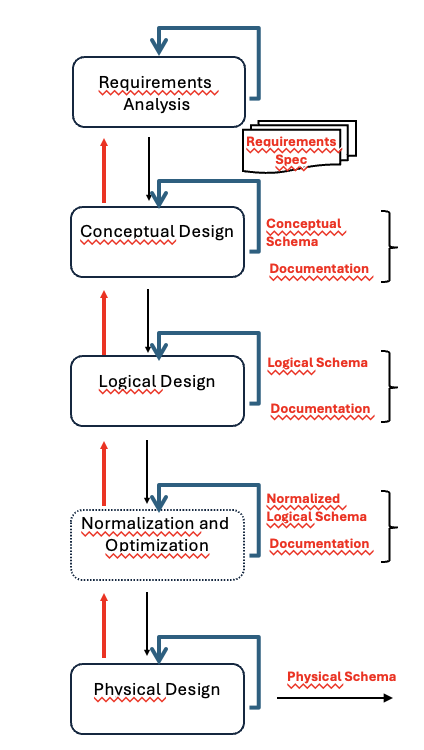 Requirements
Analysis
Requirements
Spec
Conceptual Design
Conceptual
Schema
Documentation
Logical Design
Logical Schema
Documentation
Normalization and
Optimization
Normalized
Logical Schema
Documentation
Physical Design
Physical Schema